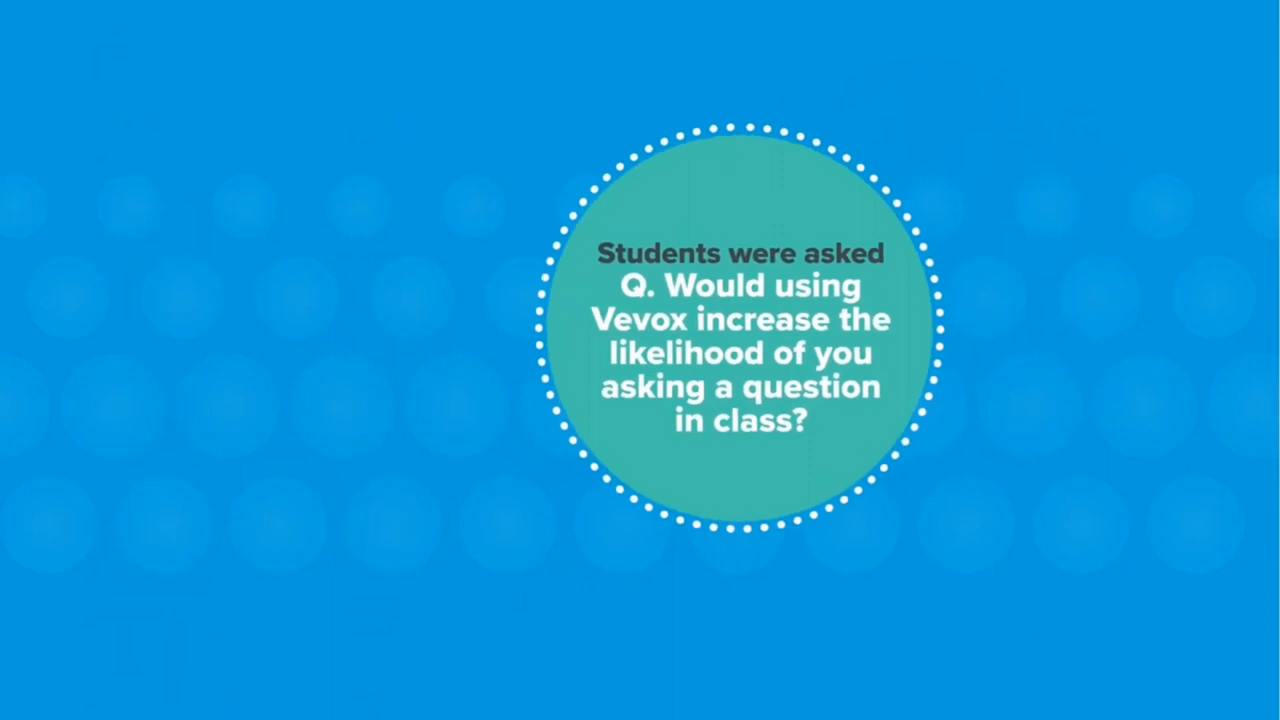 Students were asked
Q. Would using
Vevox increase the
likelihood of you
asking a question
in class?